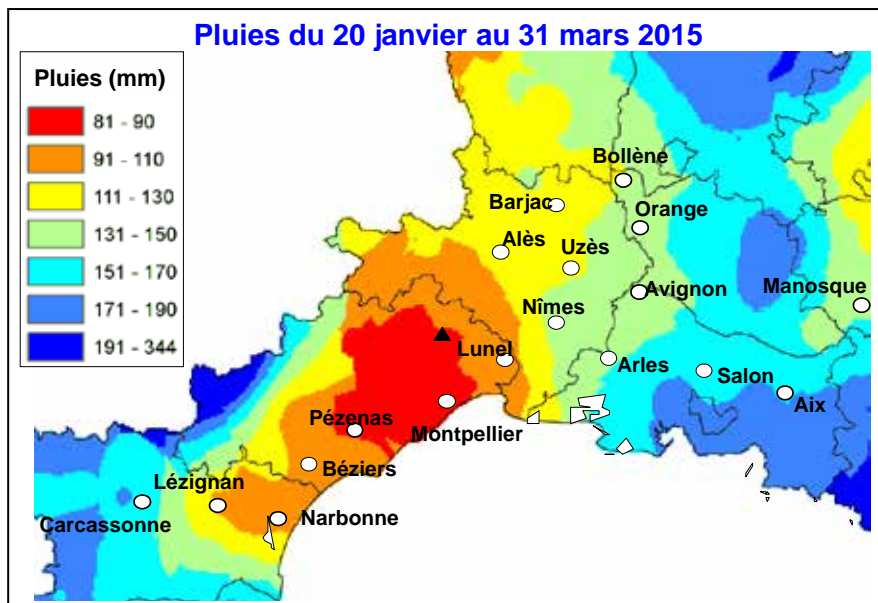 Pluies du 20 janvier au 31 mars 2015
Pluies (mm)
81 - 90
91 - 110
111 - 130
131 - 150
151 - 170
171 - 190
191 - 344
Bollène
Barjac
Orange
Alès
Uzès
Avignon
Manosque
Nîmes
Lunel
Arles
Salon
Aix
Pézenas
Montpellier
Béziers
Lézignan
Carcassonne
Narbonne